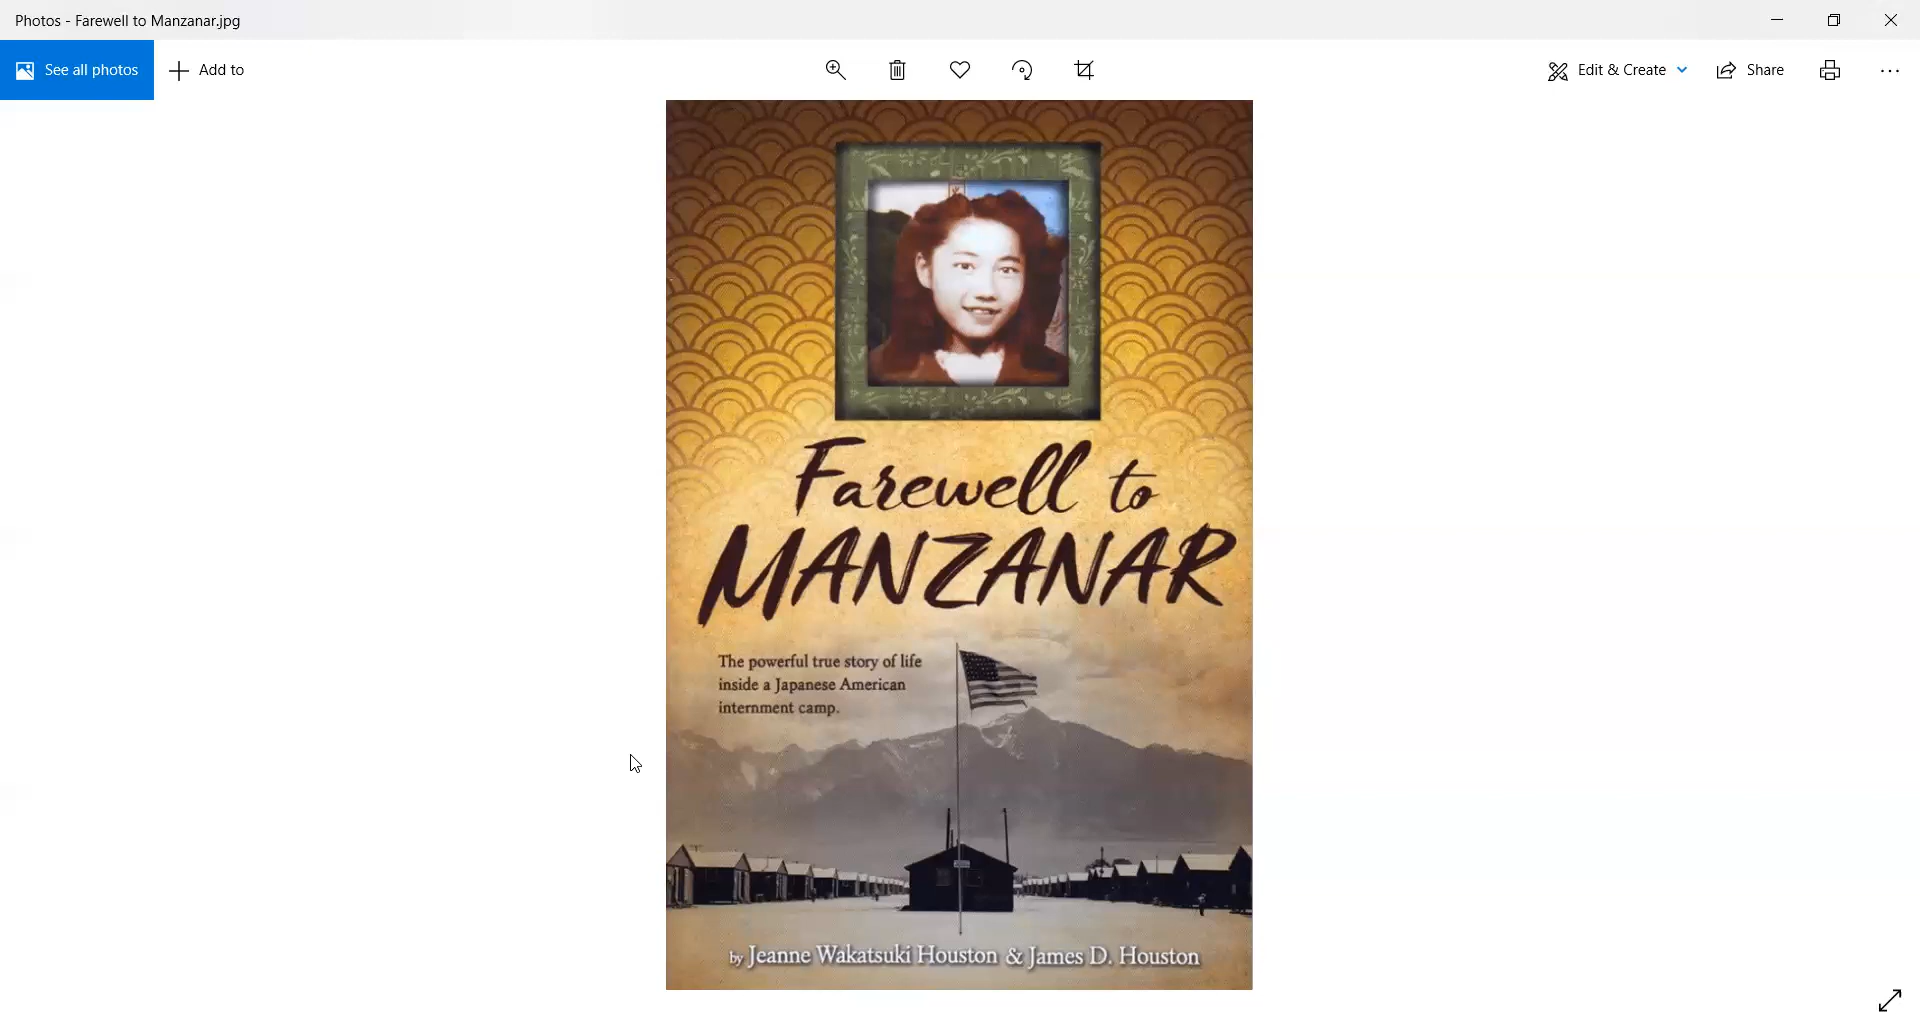 Photos - Farewell to Manzanar.jpg
See all photos
Add to
Edit & Create
Share
Farewell to
MANZANAR
The powerful true story of life
inside a Japanese American
internment camp.
by Jeanne Wakatsuki Houston & James D. Houston